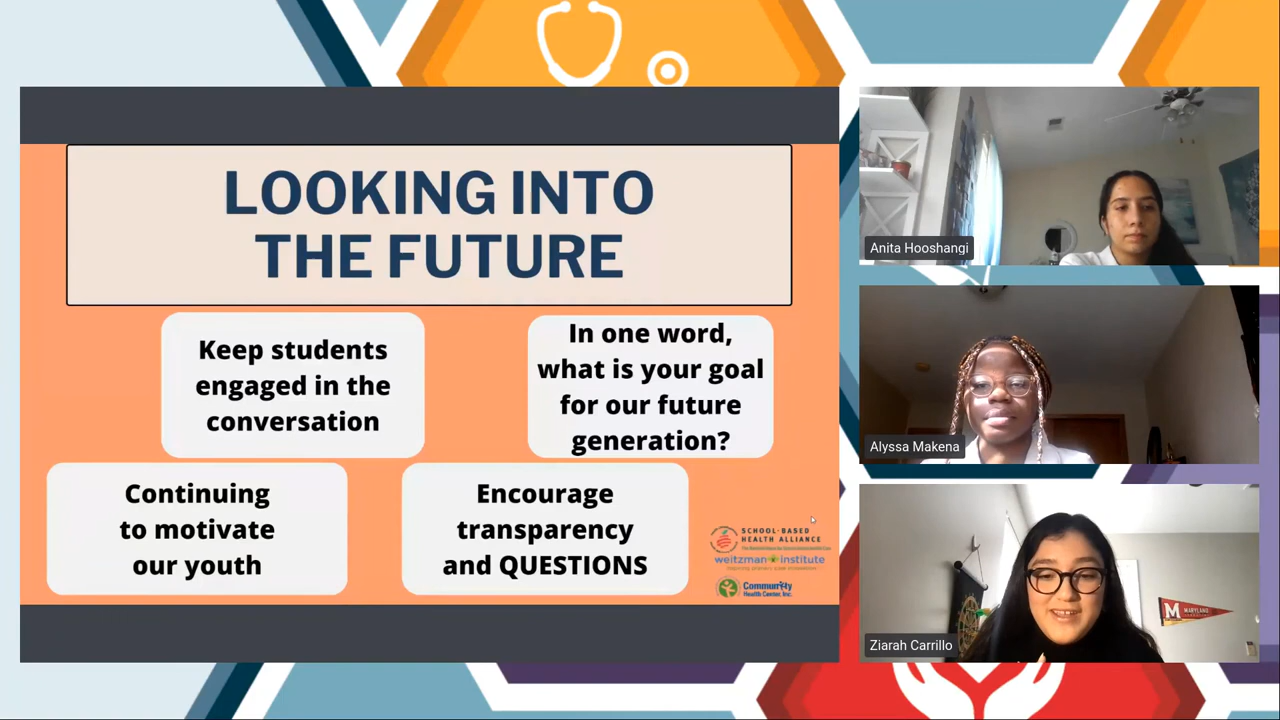 LOOKING INTO
THE FUTURE
Keep students
engaged in the
conversation
In one word,
what is your goal
for our future
generation?
Continuing
to motivate
our youth
Encourage
transparency
and QUESTIONS
SCHOOL-BASED
HEALTH ALLIANCE
weitzman institute
Community
Health Center, Inc.
Anita Hooshangi
Alyssa Makena
M MARYLAND
Ziarah Carrillo